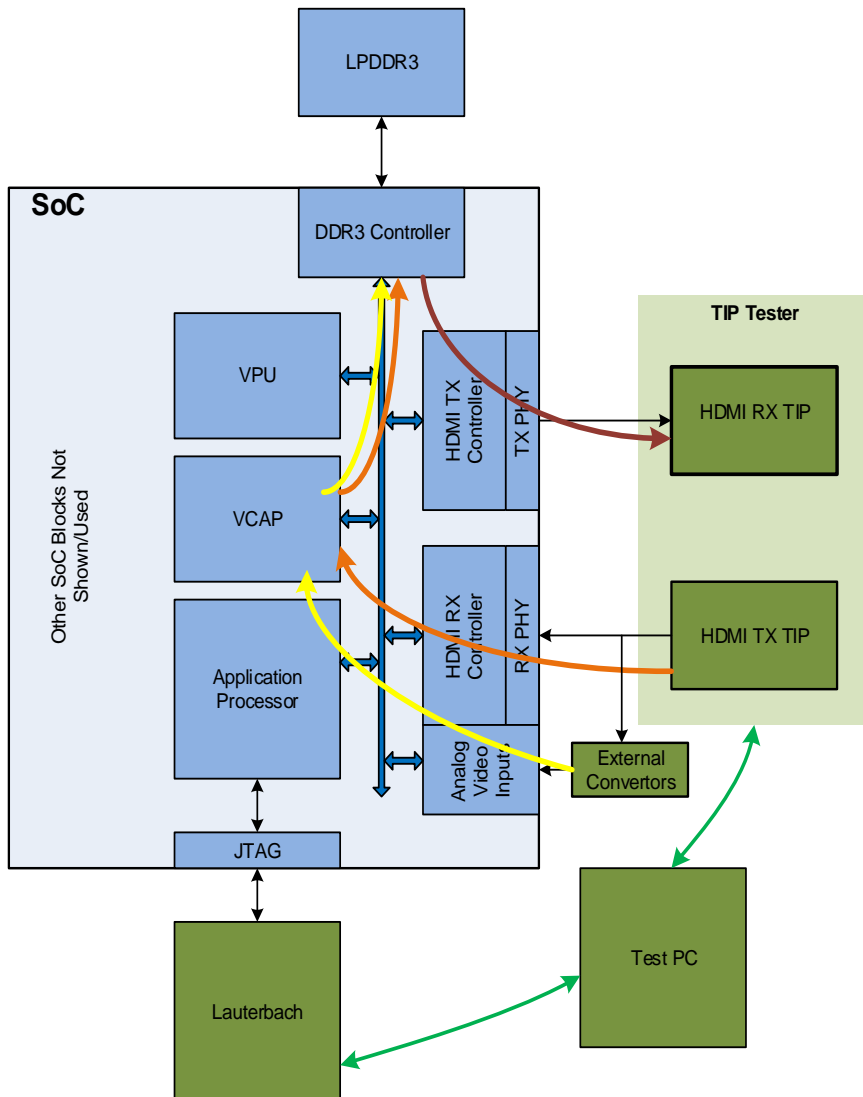 LPDDR3
SoC
DDR3 Controller
TIP Tester
VPU
HDMI TX
Controller
TX PHY
HDMI RX TIP
Other SoC Blocks Not
Shown/Used
VCAP
HDMI RX
Controller
RX PHY
HDMI TX TIP
Application
Processor
Analog
Video
Inputs
External
Convertors
JTAG
Lauterbach
Test PC